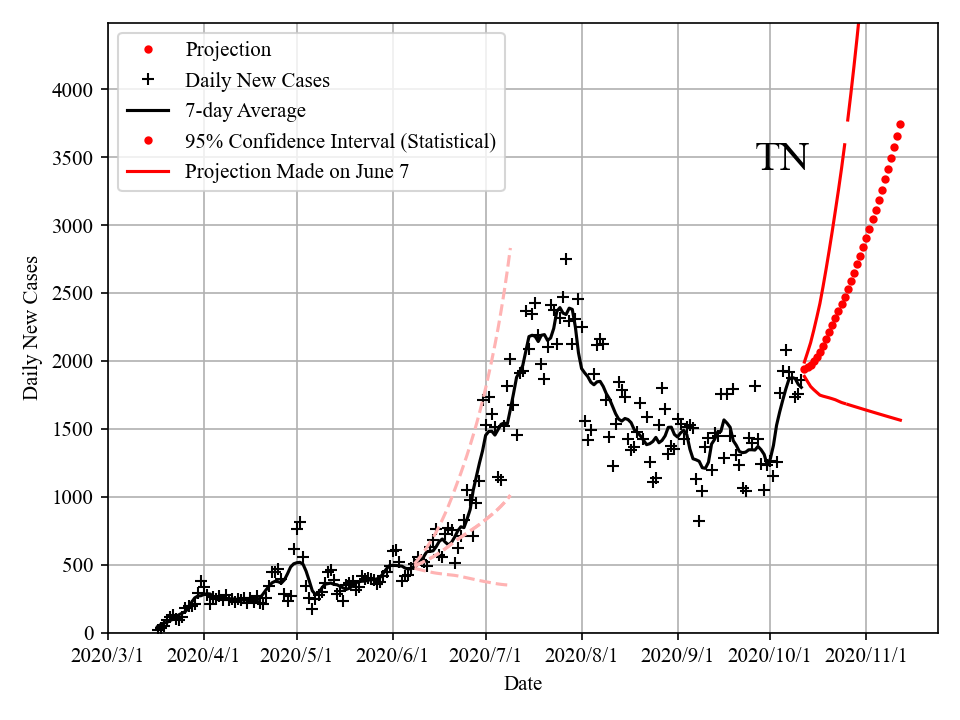 Projection
Daily New Cases
7-day Average
95% Confidence Interval (Statistical)
Projection Made on June 7
TN
Daily New Cases
4000
3500
3000
2500
2000
1500
1000
500
0
2020/3/1 2020/4/1 2020/5/1 2020/6/1 2020/7/1 2020/8/1 2020/9/1 2020/10/1 2020/11/1
Date